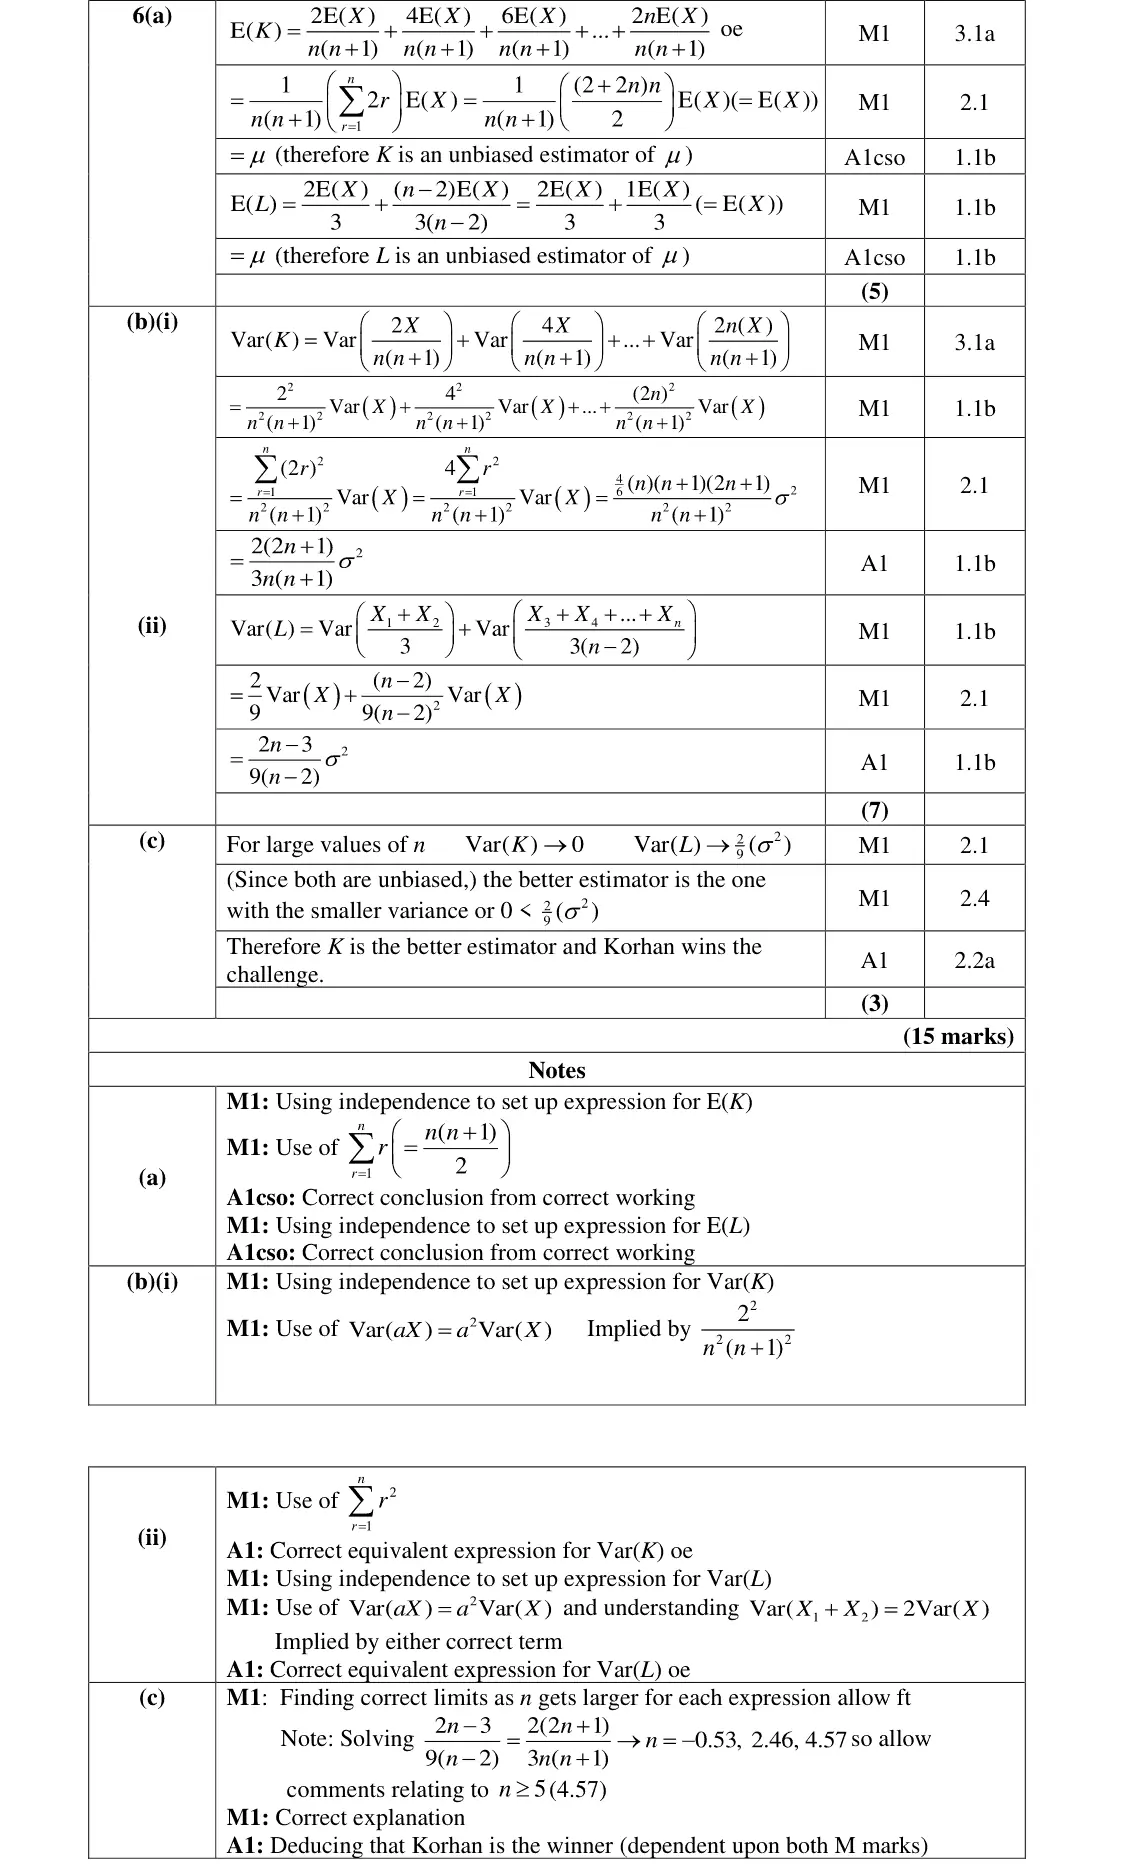 6(a)
E(K) = 2E(X)/n(n+1) + 4E(X)/n(n+1) + 6E(X)/n(n+1) + ... + 2nE(X)/n(n+1) oe M1 3.1a
= 1/n(n+1) (∑_{r=1}^{n} 2r) E(X) = 1/n(n+1) ((2+2n)n/2) E(X)(= E(X)) M1 2.1
= μ (therefore K is an unbiased estimator of μ) A1cso 1.1b
E(L) = 2E(X)/3 + (n−2)E(X)/3(n−2) = 2E(X)/3 + 1E(X)/3 (= E(X)) M1 1.1b
= μ (therefore L is an unbiased estimator of μ) A1cso 1.1b
(5)
(b)(i)
Var(K) = Var(2X/n(n+1)) + Var(4X/n(n+1)) + ... + Var(2n(X)/n(n+1)) M1 3.1a
= 2²/n²(n+1)² Var(X) + 4²/n²(n+1)² Var(X) + ... + (2n)²/n²(n+1)² Var(X) M1 1.1b
= ∑_{r=1}^{n} (2r)²/n²(n+1)² Var(X) = 4∑_{r=1}^{n} r²/n²(n+1)² Var(X) = 4/6 (n)(n+1)(2n+1)/n²(n+1)² σ² M1 2.1
= 2(2n+1)/3n(n+1) σ² A1 1.1b
(ii)
Var(L) = Var((X₁ + X₂)/3) + Var((X₃ + X₄ + ... + Xₙ)/3(n−2)) M1 1.1b
= 2/9 Var(X) + (n−2)/9(n−2)² Var(X) M1 2.1
= (2n−3)/9(n−2) σ² A1 1.1b
(7)
(c)
For large values of n Var(K) → 0 Var(L) → 2/9 (σ²) M1 2.1
(Since both are unbiased,) the better estimator is the one
with the smaller variance or 0 < 2/9 (σ²) M1 2.4
Therefore K is the better estimator and Korhan wins the
challenge. A1 2.2a
(3)
(15 marks)
Notes
(a)
M1: Using independence to set up expression for E(K)
M1: Use of ∑_{r=1}^{n} r (= n(n+1)/2)
A1cso: Correct conclusion from correct working
M1: Using independence to set up expression for E(L)
A1cso: Correct conclusion from correct working
(b)(i)
M1: Using independence to set up expression for Var(K)
M1: Use of Var(aX) = a²Var(X) Implied by 2²/n²(n+1)²
(ii)
M1: Use of ∑_{r=1}^{n} r²
A1: Correct equivalent expression for Var(K) oe
M1: Using independence to set up expression for Var(L)
M1: Use of Var(aX) = a²Var(X) and understanding Var(X₁ + X₂) = 2Var(X)
Implied by either correct term
A1: Correct equivalent expression for Var(L) oe
(c)
M1: Finding correct limits as n gets larger for each expression allow ft
Note: Solving (2n−3)/9(n−2) = 2(2n+1)/3n(n+1) → n = −0.53, 2.46, 4.57 so allow
comments relating to n ≥ 5 (4.57)
M1: Correct explanation
A1: Deducing that Korhan is the winner (dependent upon both M marks)